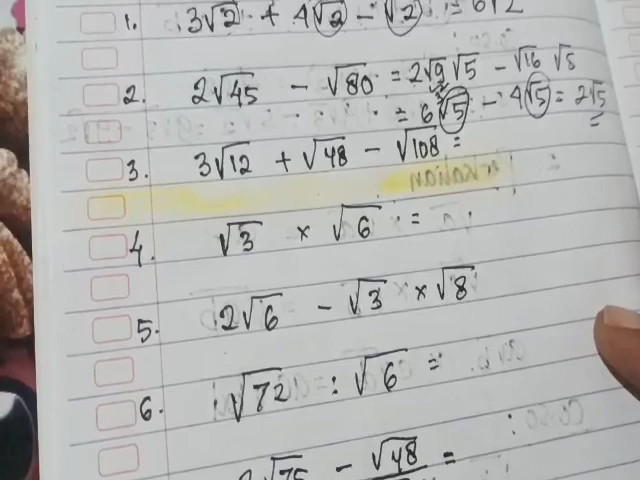 1. 3√2 + 4√2 - √2 = 6√2
2. 2√45 - √80 = 2√9 √5 - √16 √5
= 6√5 - 4√5 = 2√5
3. 3√12 + √48 - √108 =
4. √3 × √6 =
5. 2√6 - √3 × √8
6. √72 : √6 =
√75 - √48 =